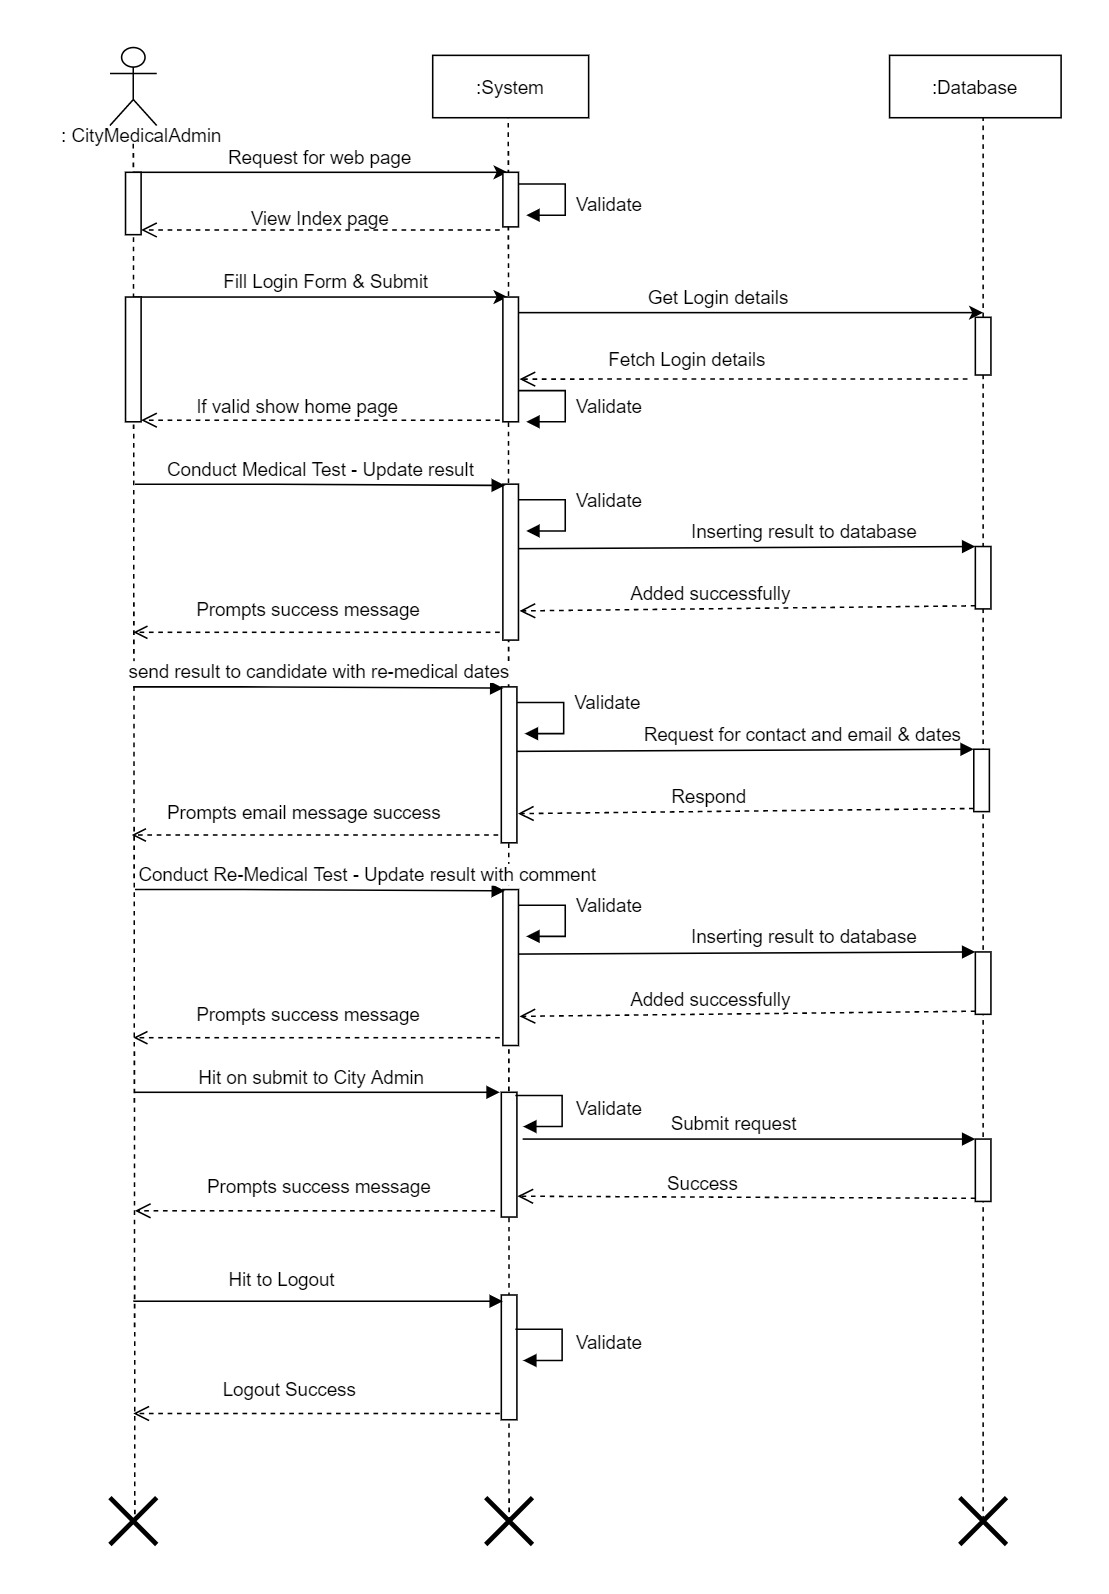 :System
:Database
: CityMedicalAdmin
Request for web page
Validate
View Index page
Fill Login Form & Submit
Get Login details
Fetch Login details
If valid show home page
Validate
Conduct Medical Test - Update result
Validate
Inserting result to database
Added successfully
Prompts success message
send result to candidate with re-medical dates
Validate
Request for contact and email & dates
Respond
Prompts email message success
Conduct Re-Medical Test - Update result with comment
Validate
Inserting result to database
Added successfully
Prompts success message
Hit on submit to City Admin
Validate
Submit request
Success
Prompts success message
Hit to Logout
Validate
Logout Success